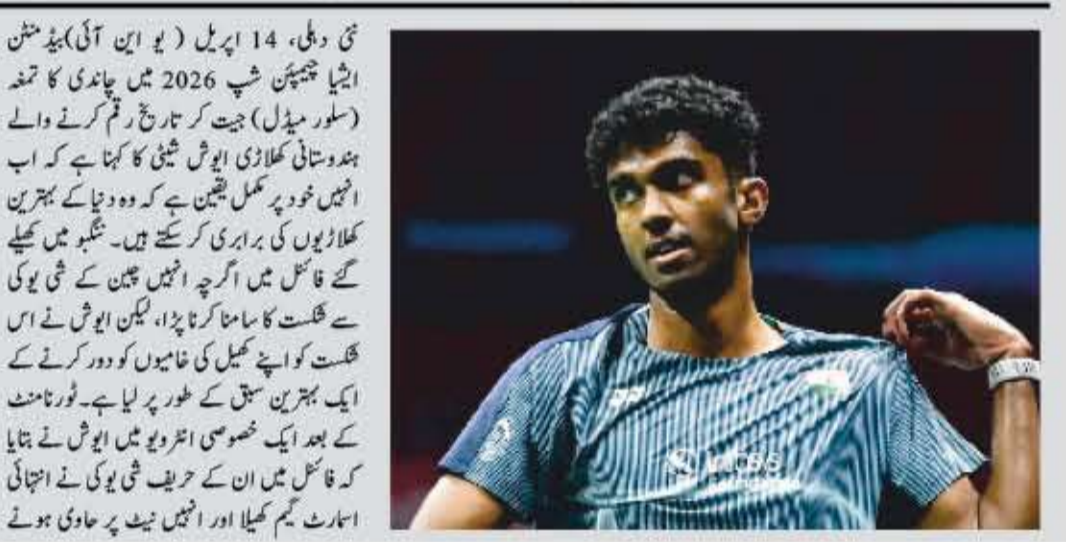 نئی دہلی، 14 اپریل ( یو این آئی)بیڈمنٹن
ایشیا چیمپئن شپ 2026 میں چاندی کا تمغہ
(سلور میڈل) جیت کر تاریخ رقم کرنے والے
ہندوستانی کھلاڑی ایوش شیٹی کا کہنا ہے کہ اب
انہیں خود پر مکمل یقین ہے کہ وہ دنیا کے بہترین
کھلاڑیوں کی برابری کر سکتے ہیں۔ ننگبو میں کھیلے
گئے فائنل میں اگرچہ انہیں چین کے شی یو کی
سے شکست کا سامنا کرنا پڑا، لیکن ایوش نے اس
شکست کو اپنے کھیل کی خامیوں کو دور کرنے کے
ایک بہترین سبق کے طور پر لیا ہے۔ ٹورنامنٹ
کے بعد ایک خصوصی انٹرویو میں ایوش نے بتایا
کہ فائنل میں ان کے حریف شی یو کی نے انتہائی
اسمارٹ گیم کھیلا اور انہیں نیٹ پر حاوی ہونے